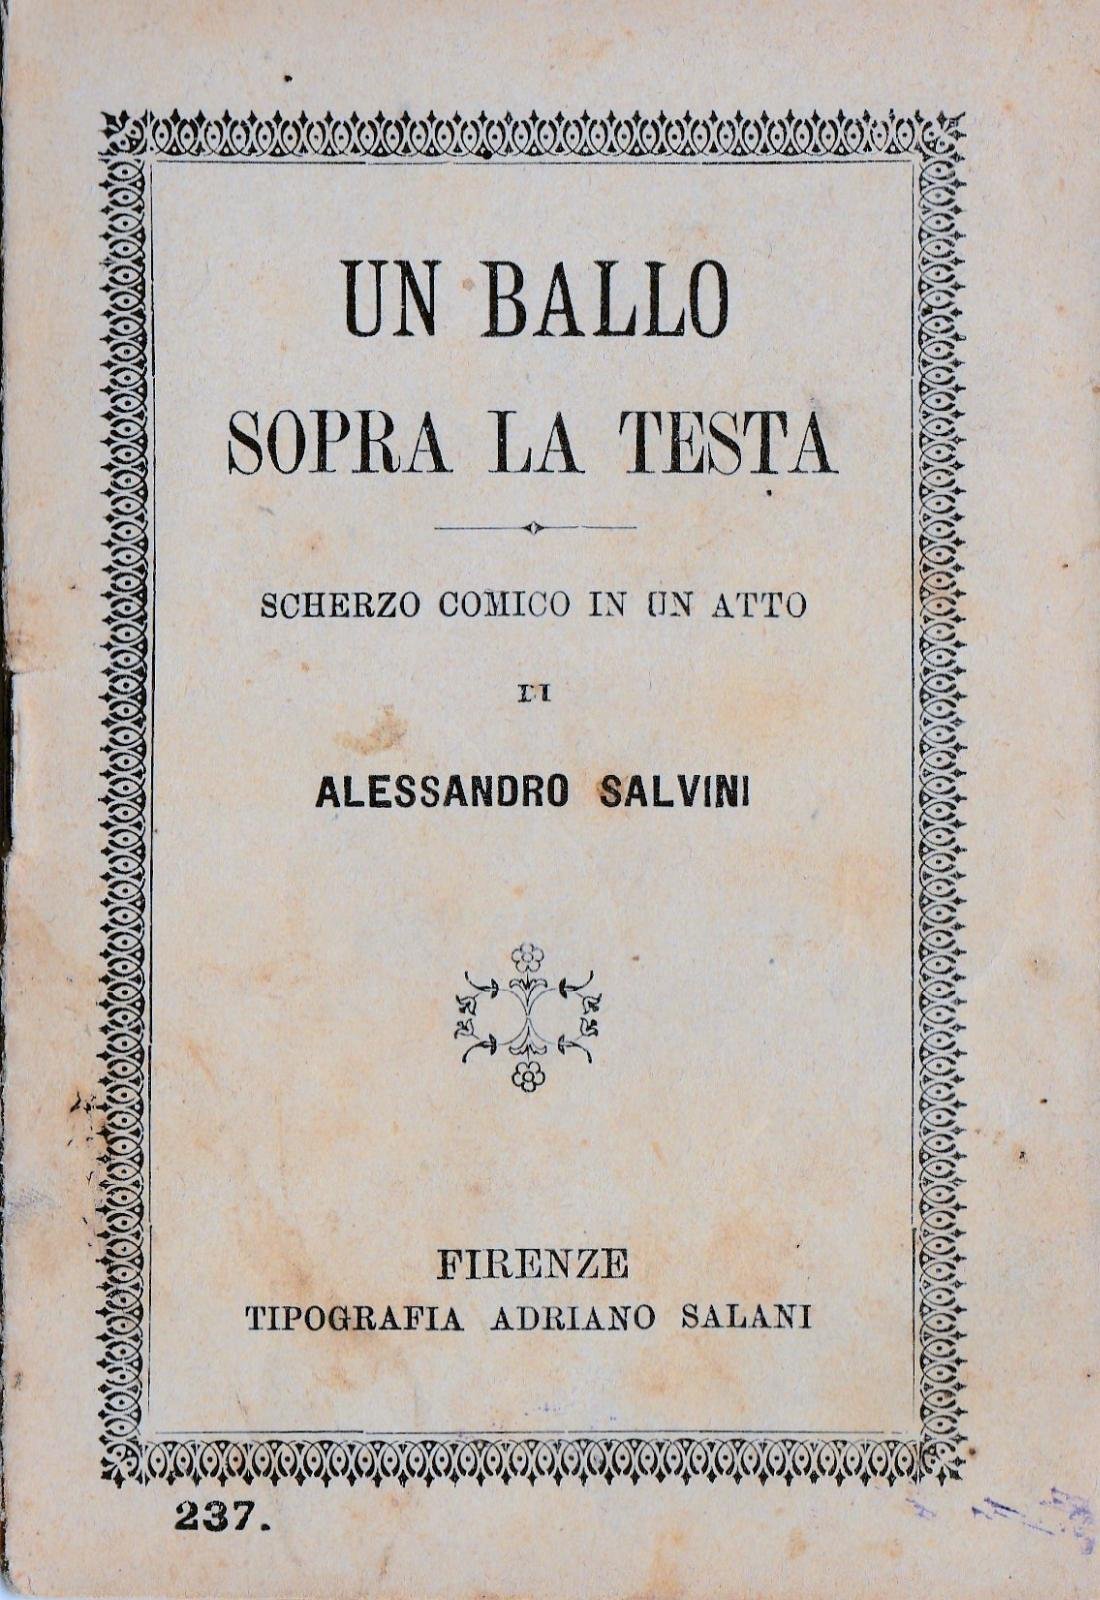 UN BALLO
SOPRA LA TESTA
SCHERZO COMICO IN UN ATTO
DI
ALESSANDRO SALVINI
FIRENZE
TIPOGRAFIA ADRIANO SALANI
237.